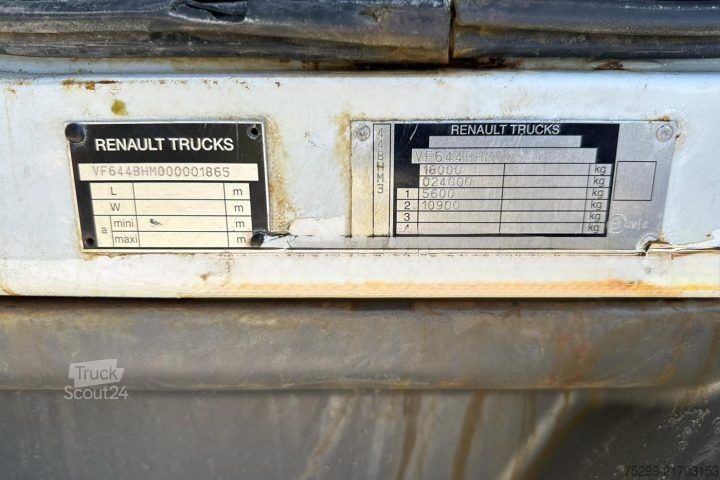 RENAULT TRUCKS
VF644BHM000001865
L m
W m
a mini m
maxi m
44BHM3
RENAULT TRUCKS
16000 kg
024000 kg
1 5600 kg
2 10900 kg
3 kg
4 kg
Truck
Scout24
75299-21703153